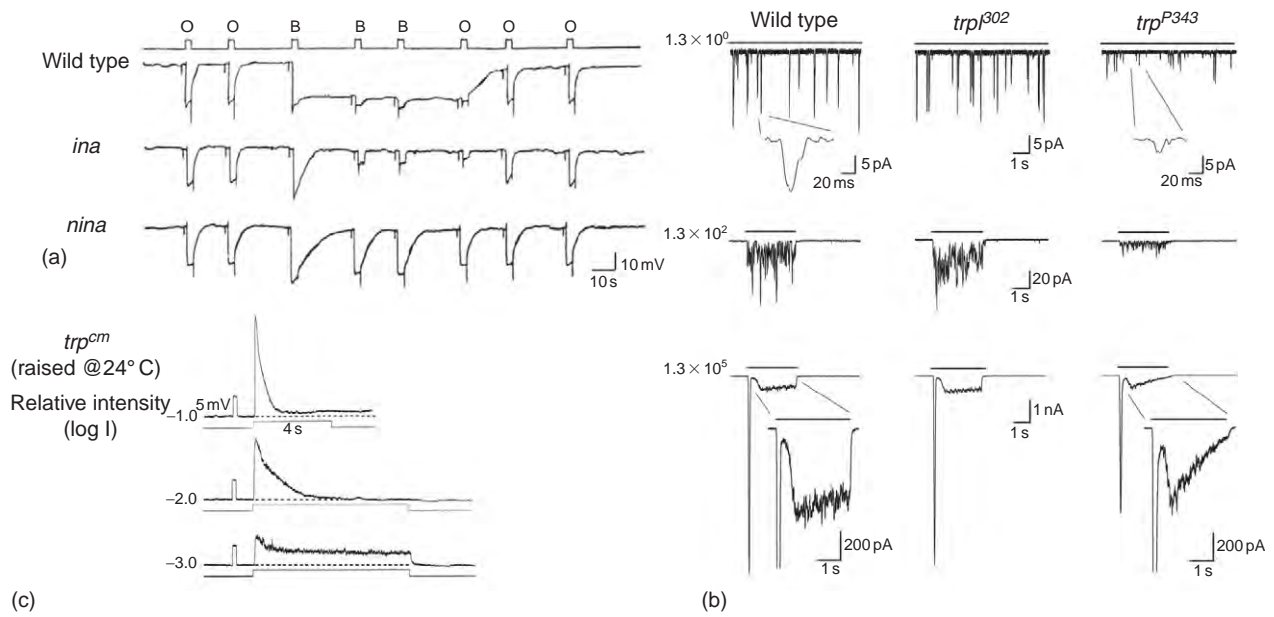 O O B B B O O O
Wild type
ina
nina
(a)
10 mV
10 s
trp^cm
(raised @24° C)
Relative intensity
(log I)
5 mV
−1.0
4 s
−2.0
−3.0
(c)
Wild type trpl^302 trp^P343
1.3 × 10^0
5 pA
20 ms
5 pA
1 s
5 pA
20 ms
1.3 × 10^2
20 pA
1 s
1.3 × 10^5
1 nA
1 s
200 pA
1 s
200 pA
1 s
(b)